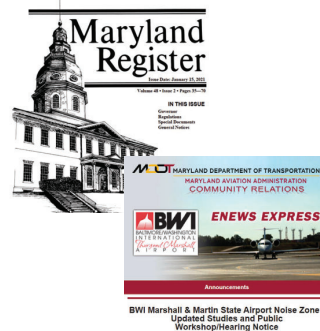 Maryland
Register
Issue Date: January 15, 2021
Volume 48 • Issue 2 • Pages 35—70
IN THIS ISSUE
Governor
Regulations
Special Documents
General Notices
MDOT MARYLAND DEPARTMENT OF TRANSPORTATION
MARYLAND AVIATION ADMINISTRATION
COMMUNITY RELATIONS
BWI
BALTIMORE/WASHINGTON
INTERNATIONAL
Thurgood Marshall
AIRPORT
ENEWS EXPRESS
Announcements
BWI Marshall & Martin State Airport Noise Zone
Updated Studies and Public
Workshop/Hearing Notice